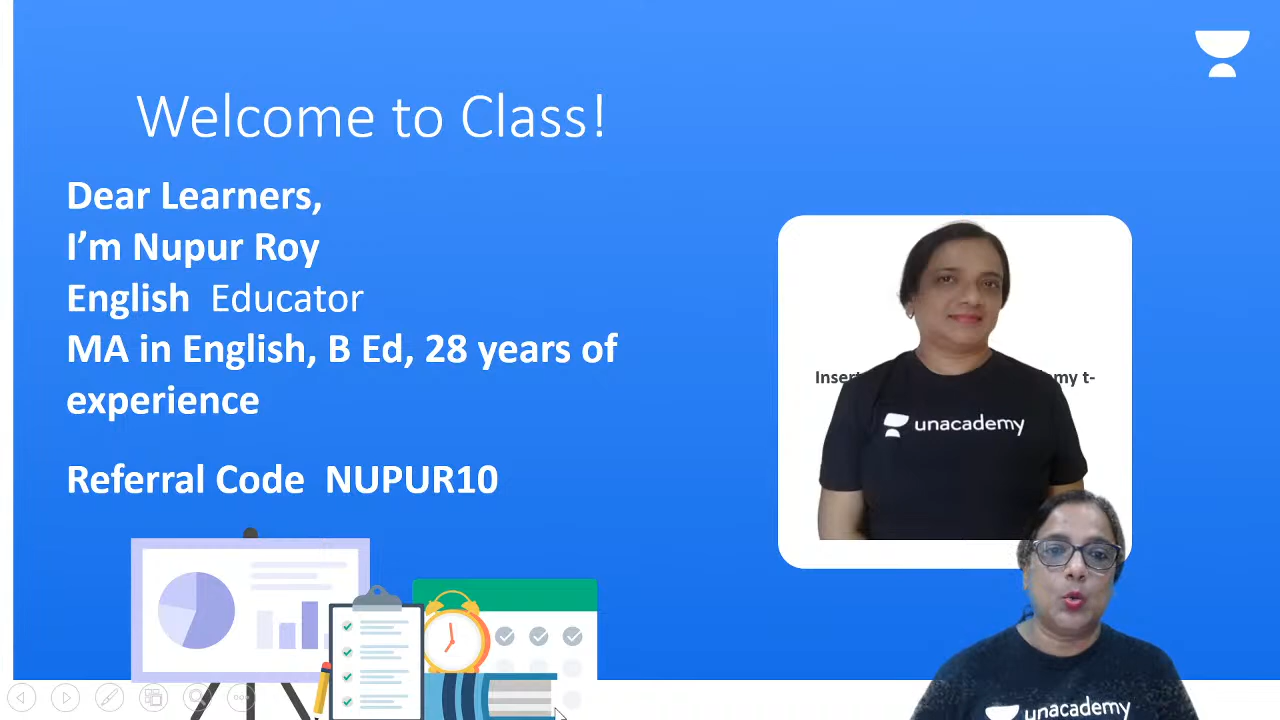 Welcome to Class!
Dear Learners,
I'm Nupur Roy
English Educator
MA in English, B Ed, 28 years of
experience
Referral Code NUPUR10
Inser
t-
unacademy
unacademy